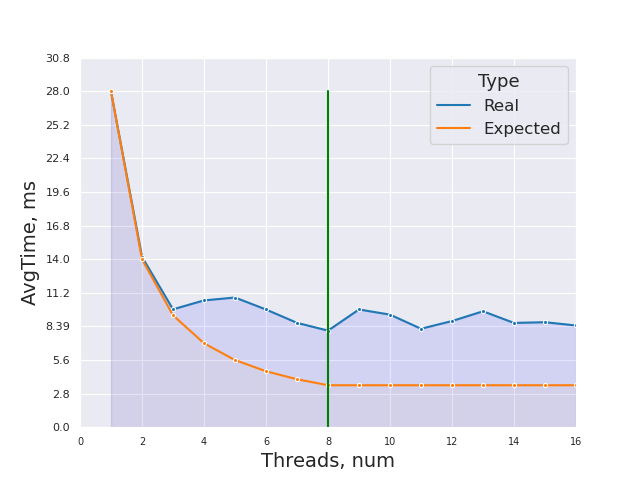 30.8
28.0
25.2
22.4
19.6
16.8
14.0
11.2
8.39
5.6
2.8
0.0
AvgTime, ms
Type
Real
Expected
0 2 4 6 8 10 12 14 16
Threads, num